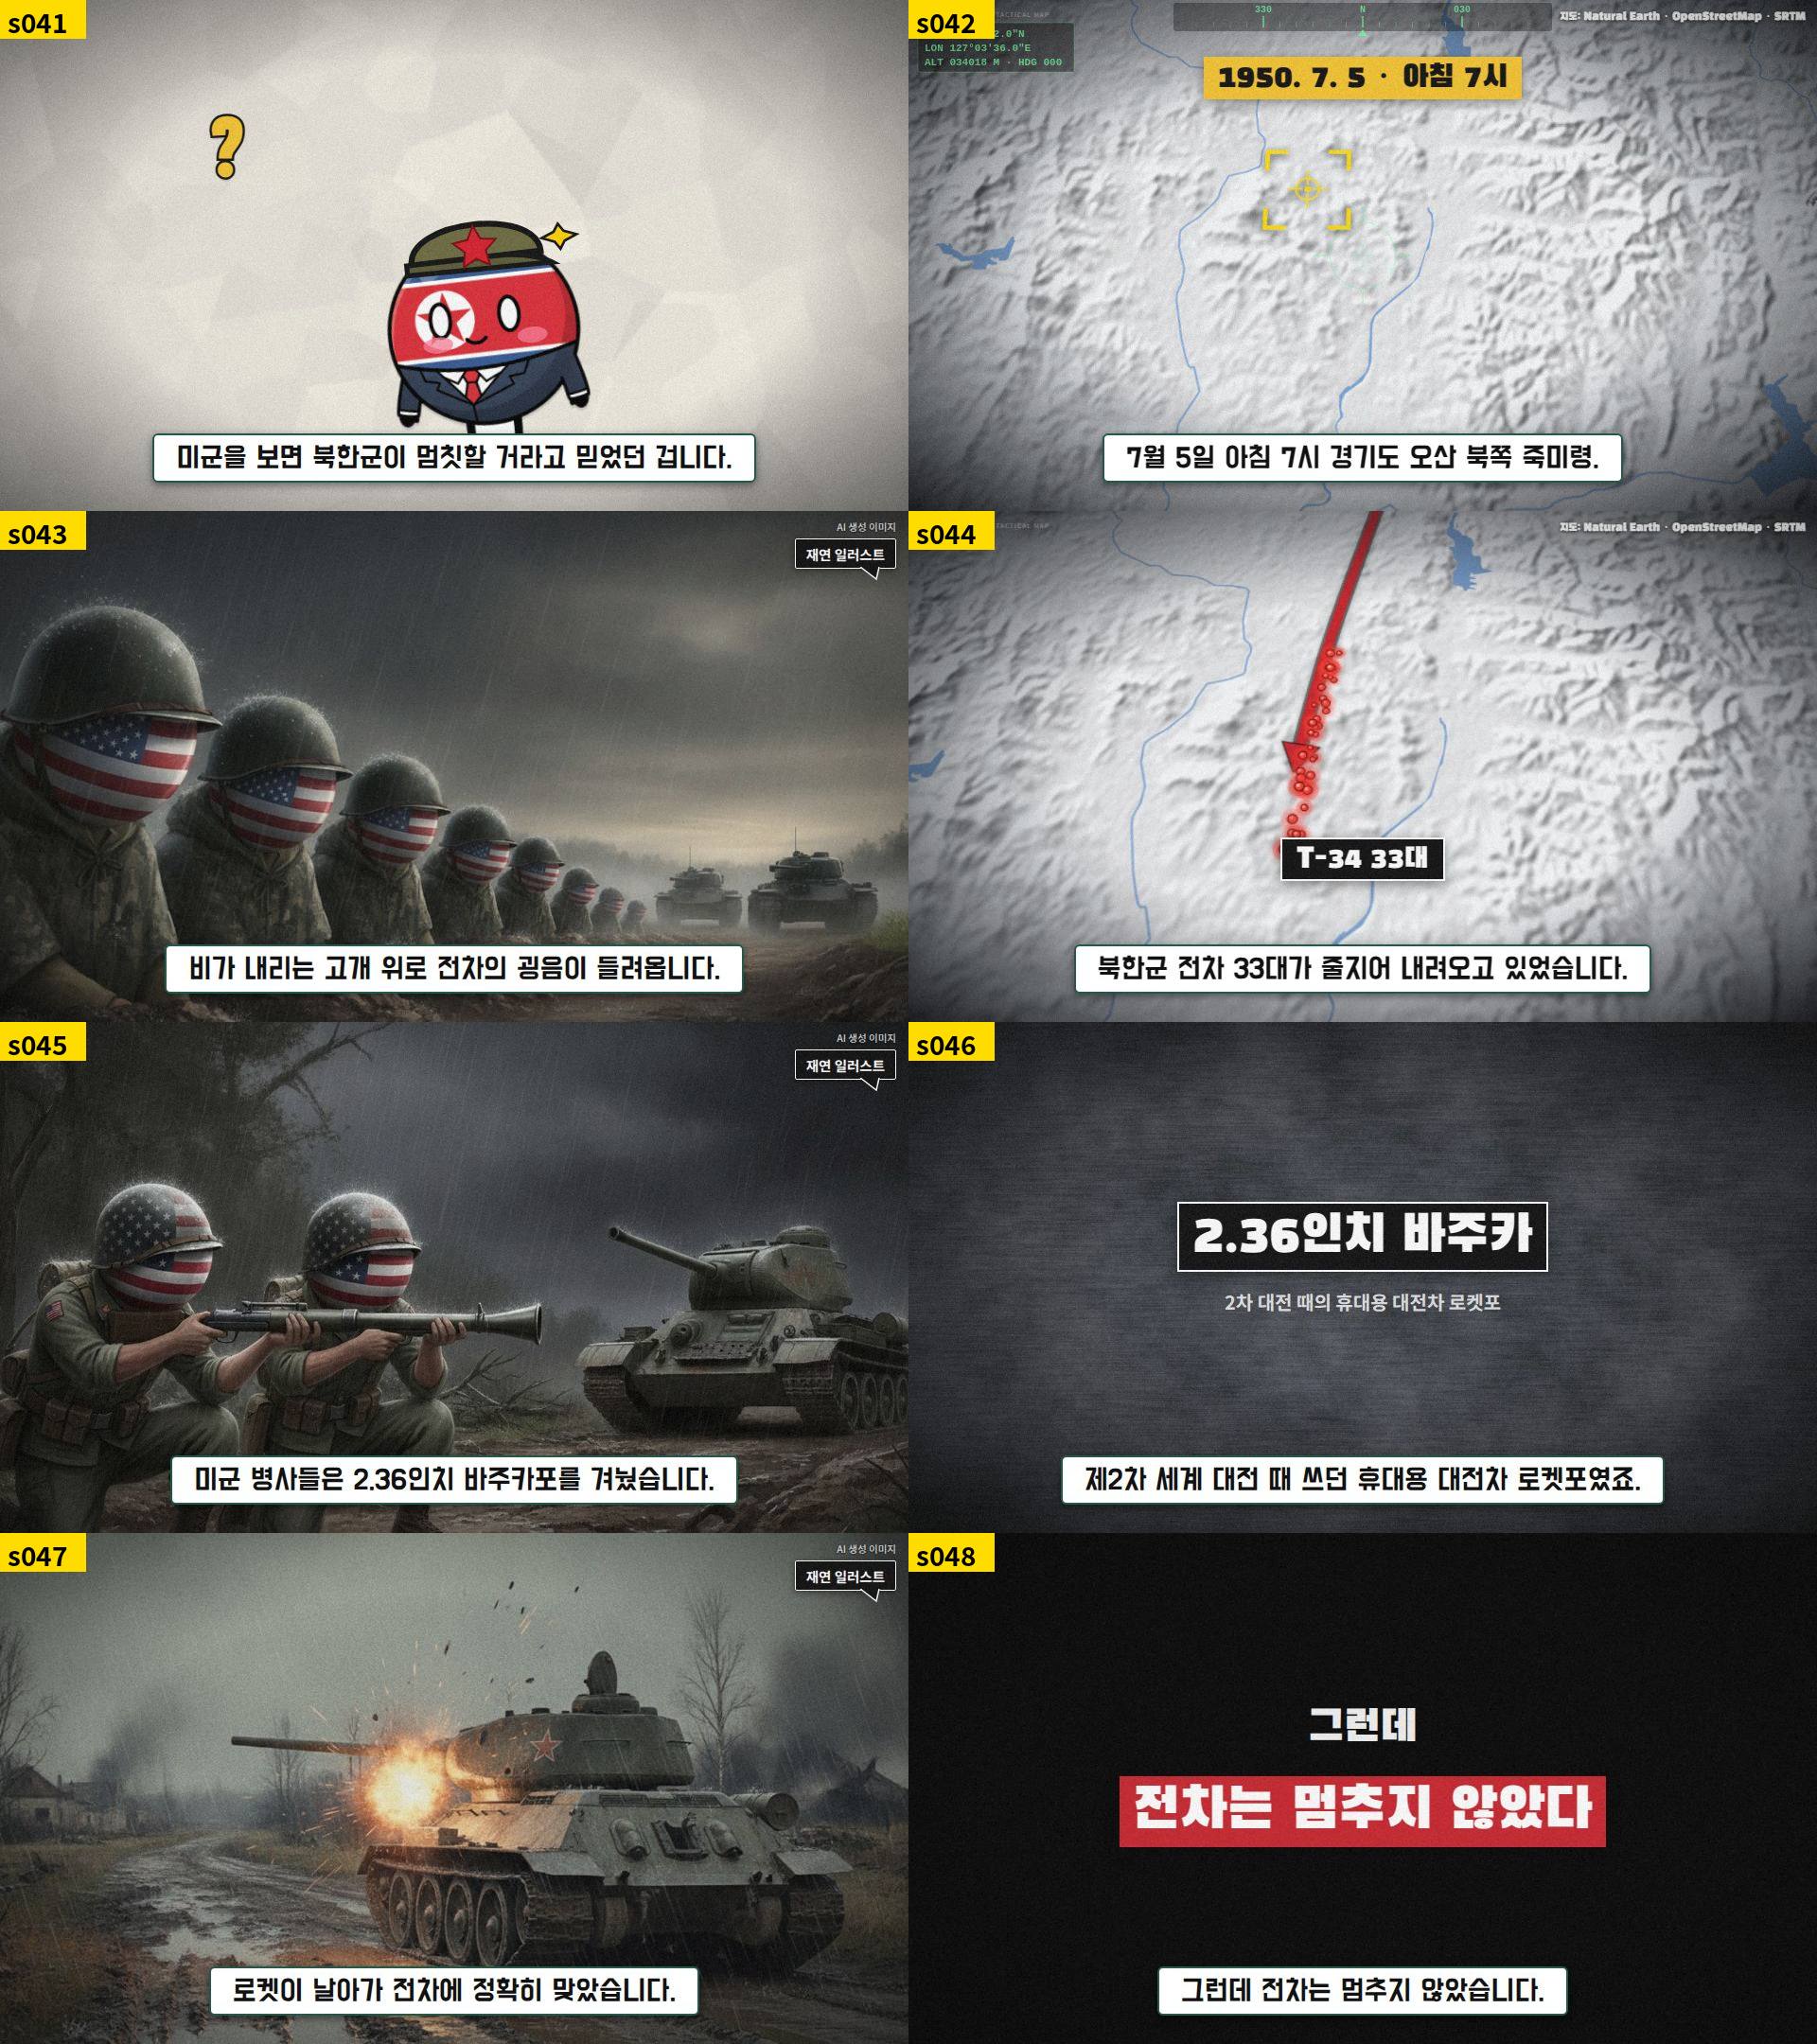 s041
?
미군을 보면 북한군이 멈칫할 거라고 믿었던 겁니다.
s042
TACTICAL MAP
2.0"N
LON 127°03'36.0"E
ALT 034018 M · HDG 000
330
N
030
지도: Natural Earth · OpenStreetMap · SRTM
1950. 7. 5 · 아침 7시
7월 5일 아침 7시 경기도 오산 북쪽 죽미령.
s043
AI 생성 이미지
재연 일러스트
비가 내리는 고개 위로 전차의 굉음이 들려옵니다.
s044
TACTICAL MAP
지도: Natural Earth · OpenStreetMap · SRTM
T-34 33대
북한군 전차 33대가 줄지어 내려오고 있었습니다.
s045
AI 생성 이미지
재연 일러스트
미군 병사들은 2.36인치 바주카포를 겨눴습니다.
s046
2.36인치 바주카
2차 대전 때의 휴대용 대전차 로켓포
제2차 세계 대전 때 쓰던 휴대용 대전차 로켓포였죠.
s047
AI 생성 이미지
재연 일러스트
로켓이 날아가 전차에 정확히 맞았습니다.
s048
그런데
전차는 멈추지 않았다
그런데 전차는 멈추지 않았습니다.